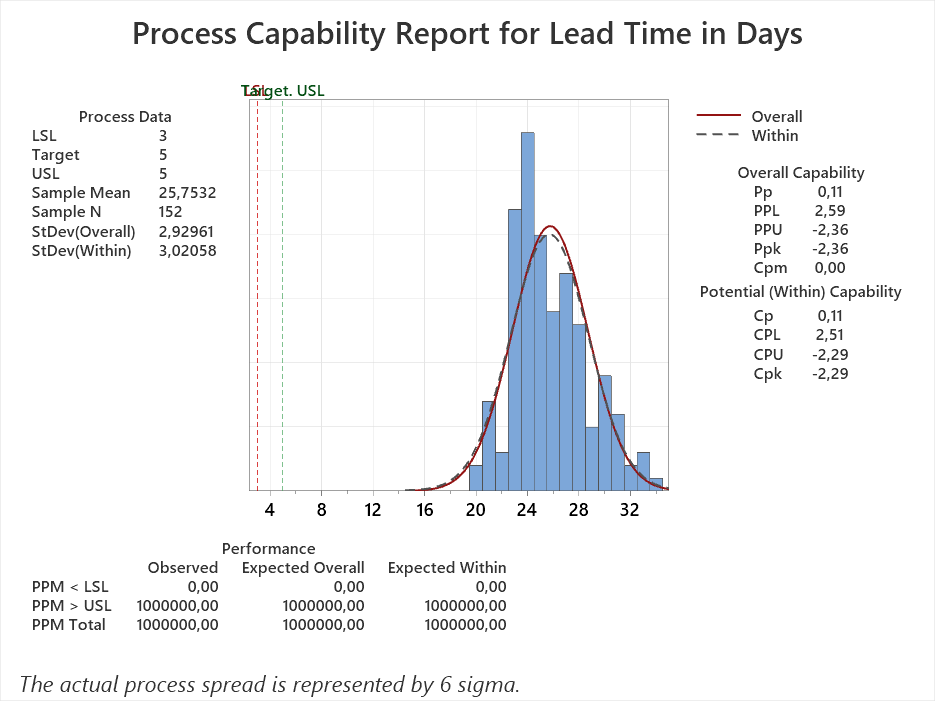 Process Capability Report for Lead Time in Days
LSL
Target. USL
Process Data
LSL 3
Target 5
USL 5
Sample Mean 25,7532
Sample N 152
StDev(Overall) 2,92961
StDev(Within) 3,02058
Overall
Within
Overall Capability
Pp 0,11
PPL 2,59
PPU -2,36
Ppk -2,36
Cpm 0,00
Potential (Within) Capability
Cp 0,11
CPL 2,51
CPU -2,29
Cpk -2,29
4 8 12 16 20 24 28 32
Performance
Observed Expected Overall Expected Within
PPM < LSL 0,00 0,00 0,00
PPM > USL 1000000,00 1000000,00 1000000,00
PPM Total 1000000,00 1000000,00 1000000,00
The actual process spread is represented by 6 sigma.